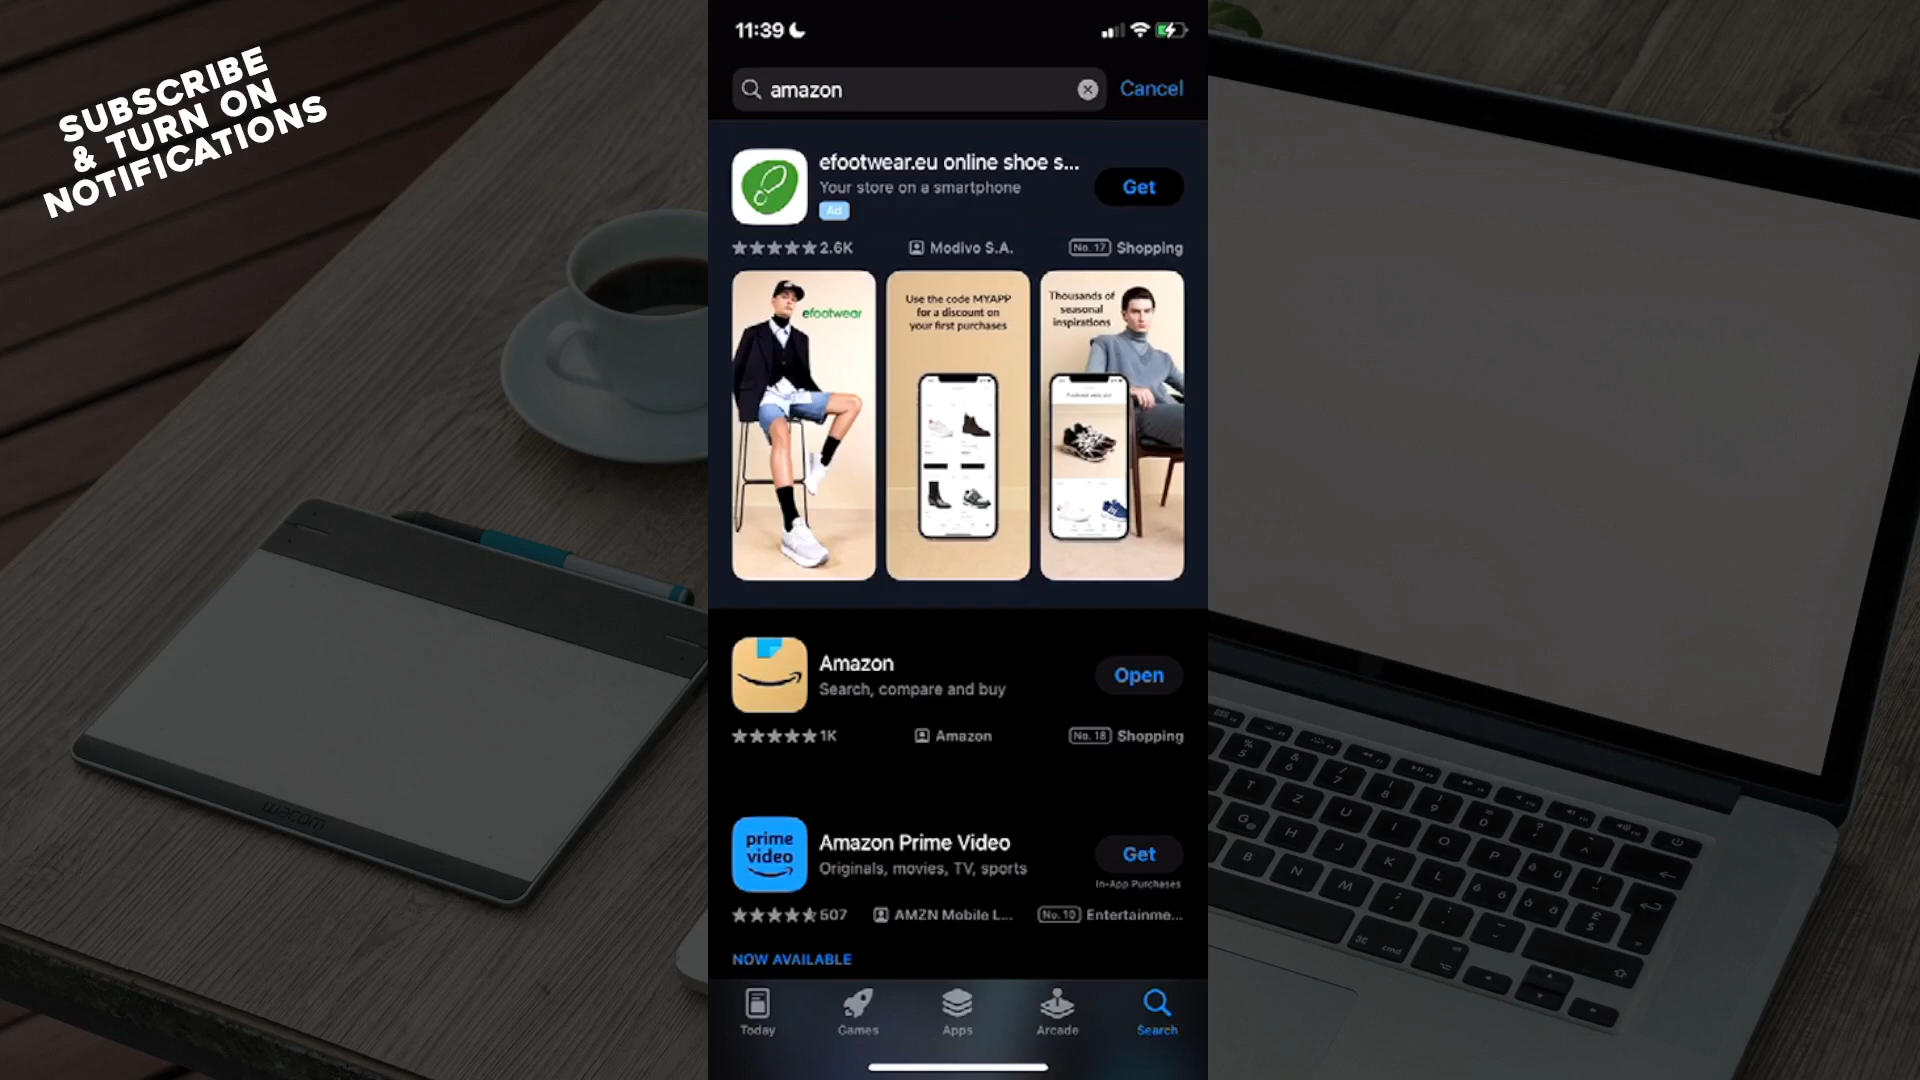 SUBSCRIBE
& TURN ON
NOTIFICATIONS
11:39
amazon
Cancel
efootwear.eu online shoe s...
Your store on a smartphone
Ad
Get
2.6K
Modivo S.A.
No. 17
Shopping
efootwear
Use the code MYAPP
for a discount on
your first purchases
Thousands of
seasonal
inspirations
Amazon
Search, compare and buy
Open
1K
Amazon
No. 18
Shopping
prime
video
Amazon Prime Video
Originals, movies, TV, sports
Get
In-App Purchases
607
AMZN Mobile L...
No. 10
Entertainme...
NOW AVAILABLE
Today
Games
Apps
Arcade
Search
wacom